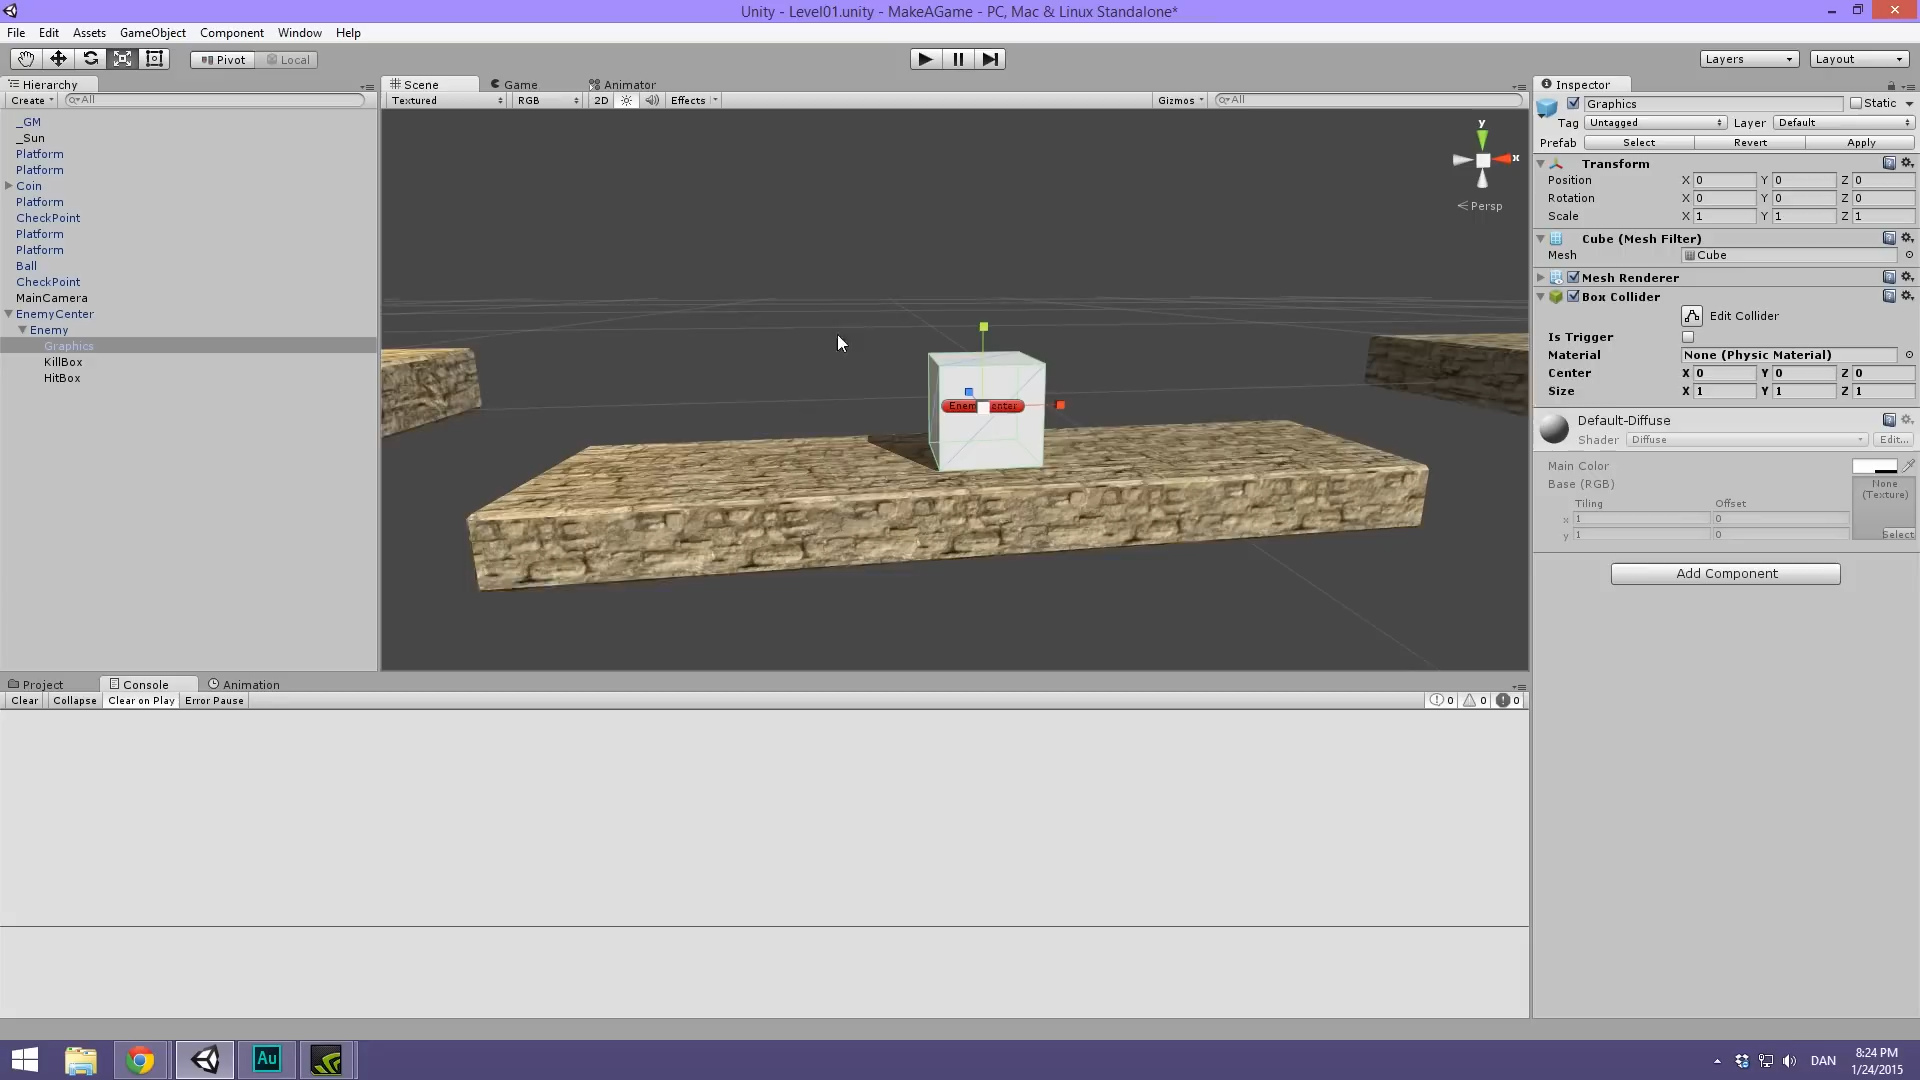 Unity - Level01.unity - MakeAGame - PC, Mac & Linux Standalone*
File Edit Assets GameObject Component Window Help
Pivot Local Layers Layout
Hierarchy
Create All
_GM
_Sun
Platform
Platform
Coin
Platform
CheckPoint
Platform
Platform
Ball
CheckPoint
MainCamera
EnemyCenter
Enemy
Graphics
KillBox
HitBox
Scene Game Animator
Textured RGB 2D Effects Gizmos All
y
x
Persp
Inspector
Graphics Static
Tag Untagged Layer Default
Prefab Select Revert Apply
Transform
Position X 0 Y 0 Z 0
Rotation X 0 Y 0 Z 0
Scale X 1 Y 1 Z 1
Cube (Mesh Filter)
Mesh Cube
Mesh Renderer
Box Collider
Edit Collider
Is Trigger
Material None (Physic Material)
Center X 0 Y 0 Z 0
Size X 1 Y 1 Z 1
Default-Diffuse
Shader Diffuse Edit...
Main Color
Base (RGB) None
(Texture)
Tiling Offset
x 1 0
y 1 0 Select
Add Component
Project Console Animation
Clear Collapse Clear on Play Error Pause 0 0 0
Au
DAN
8:24 PM
1/24/2015